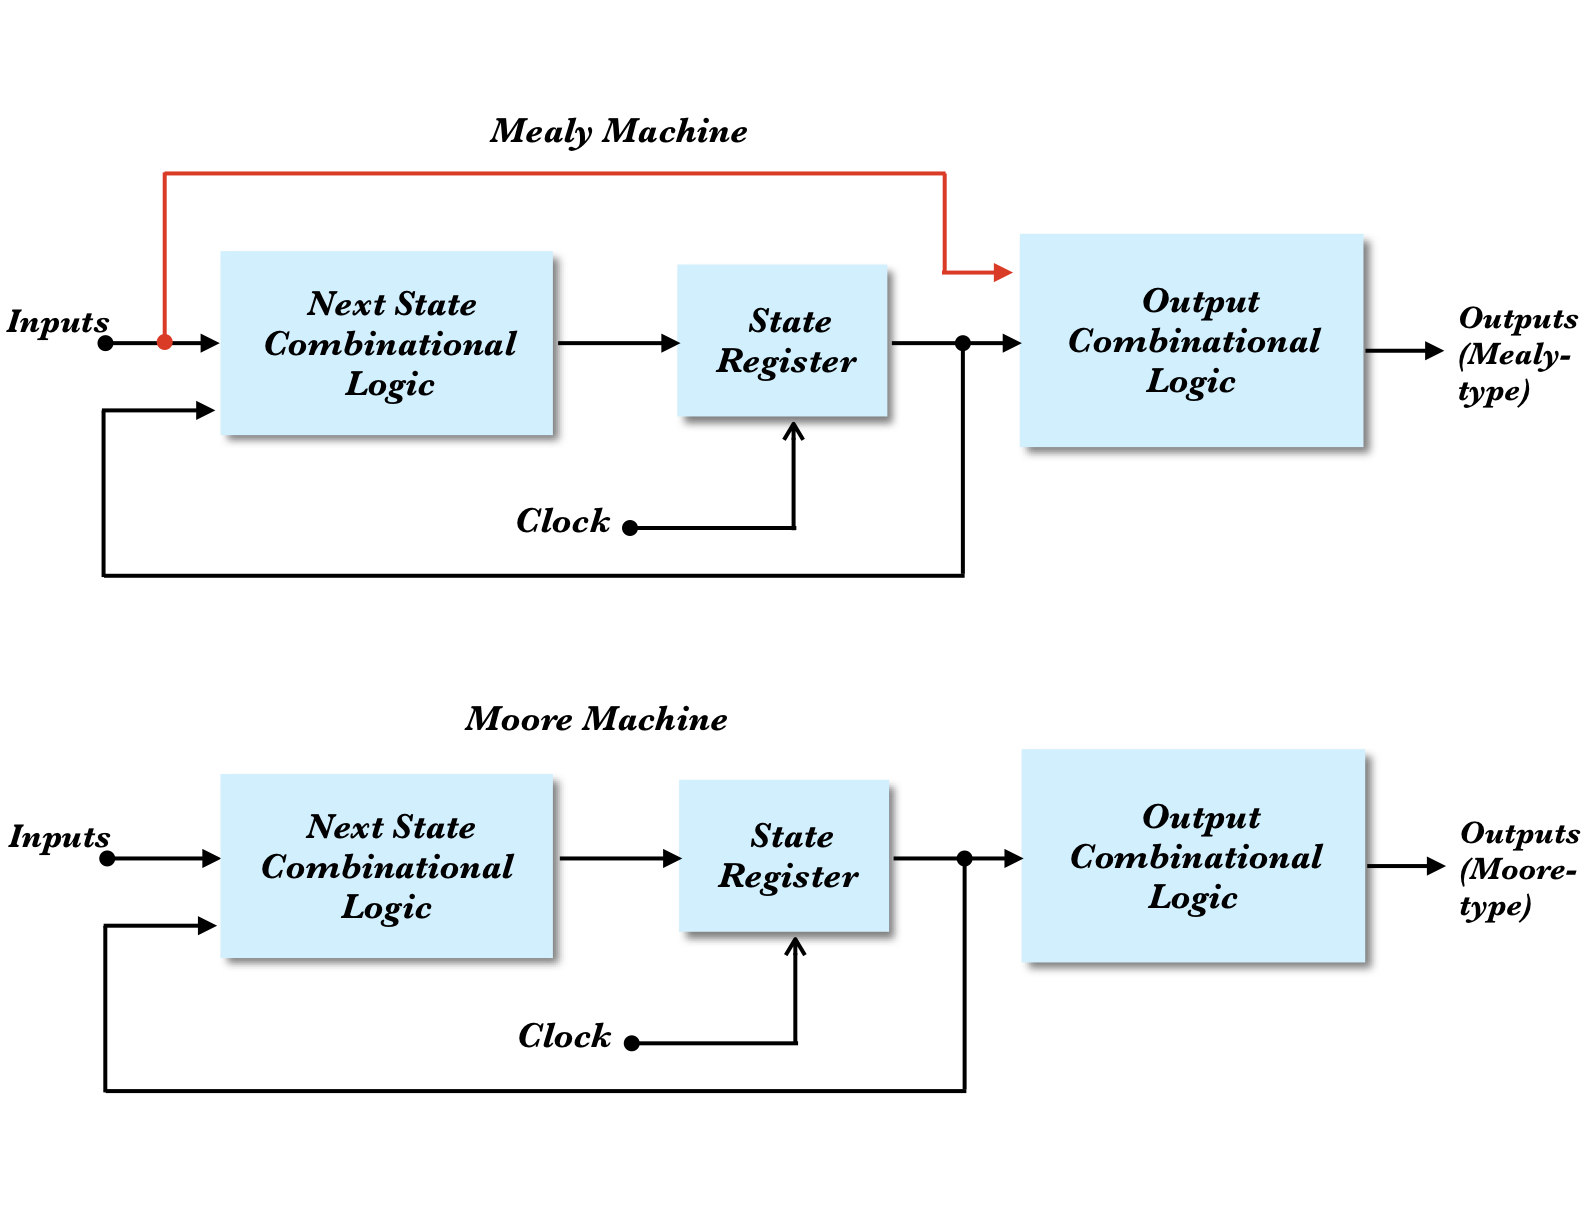 Mealy Machine
Inputs
Next State
Combinational
Logic
State
Register
Output
Combinational
Logic
Outputs
(Mealy-
type)
Clock
Moore Machine
Inputs
Next State
Combinational
Logic
State
Register
Output
Combinational
Logic
Outputs
(Moore-
type)
Clock